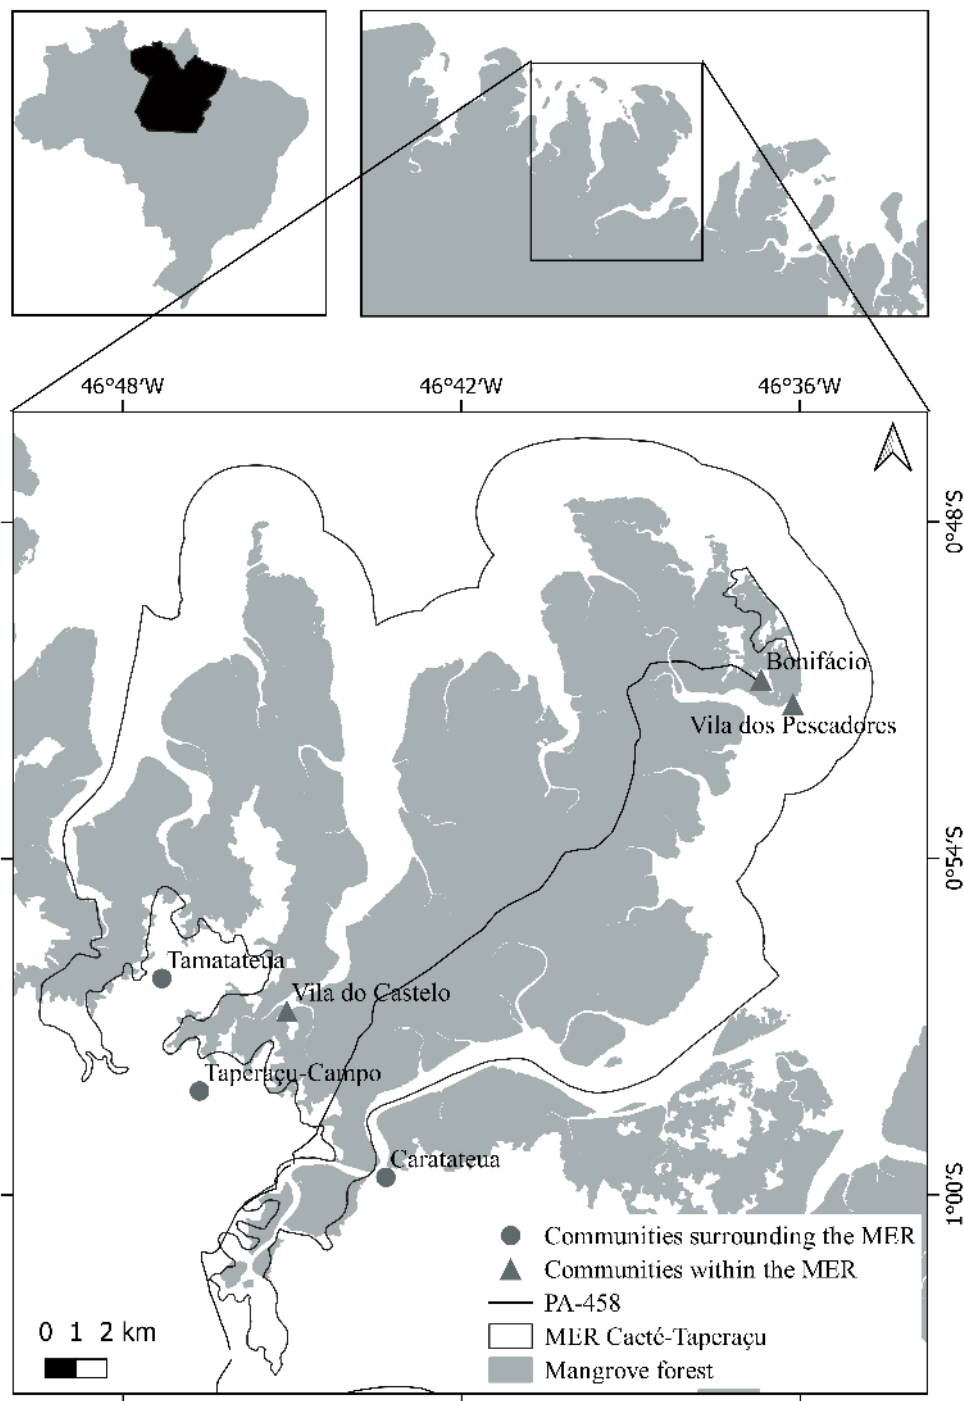 46°48'W
46°42'W
46°36'W
0°48'S
Bonifácio
Vila dos Pescadores
0°54'S
Tamatateua
Vila do Castelo
Taperaçu-Campo
Caratateua
1°00'S
Communities surrounding the MER
Communities within the MER
PA-458
MER Caeté-Taperaçu
Mangrove forest
0 1 2 km